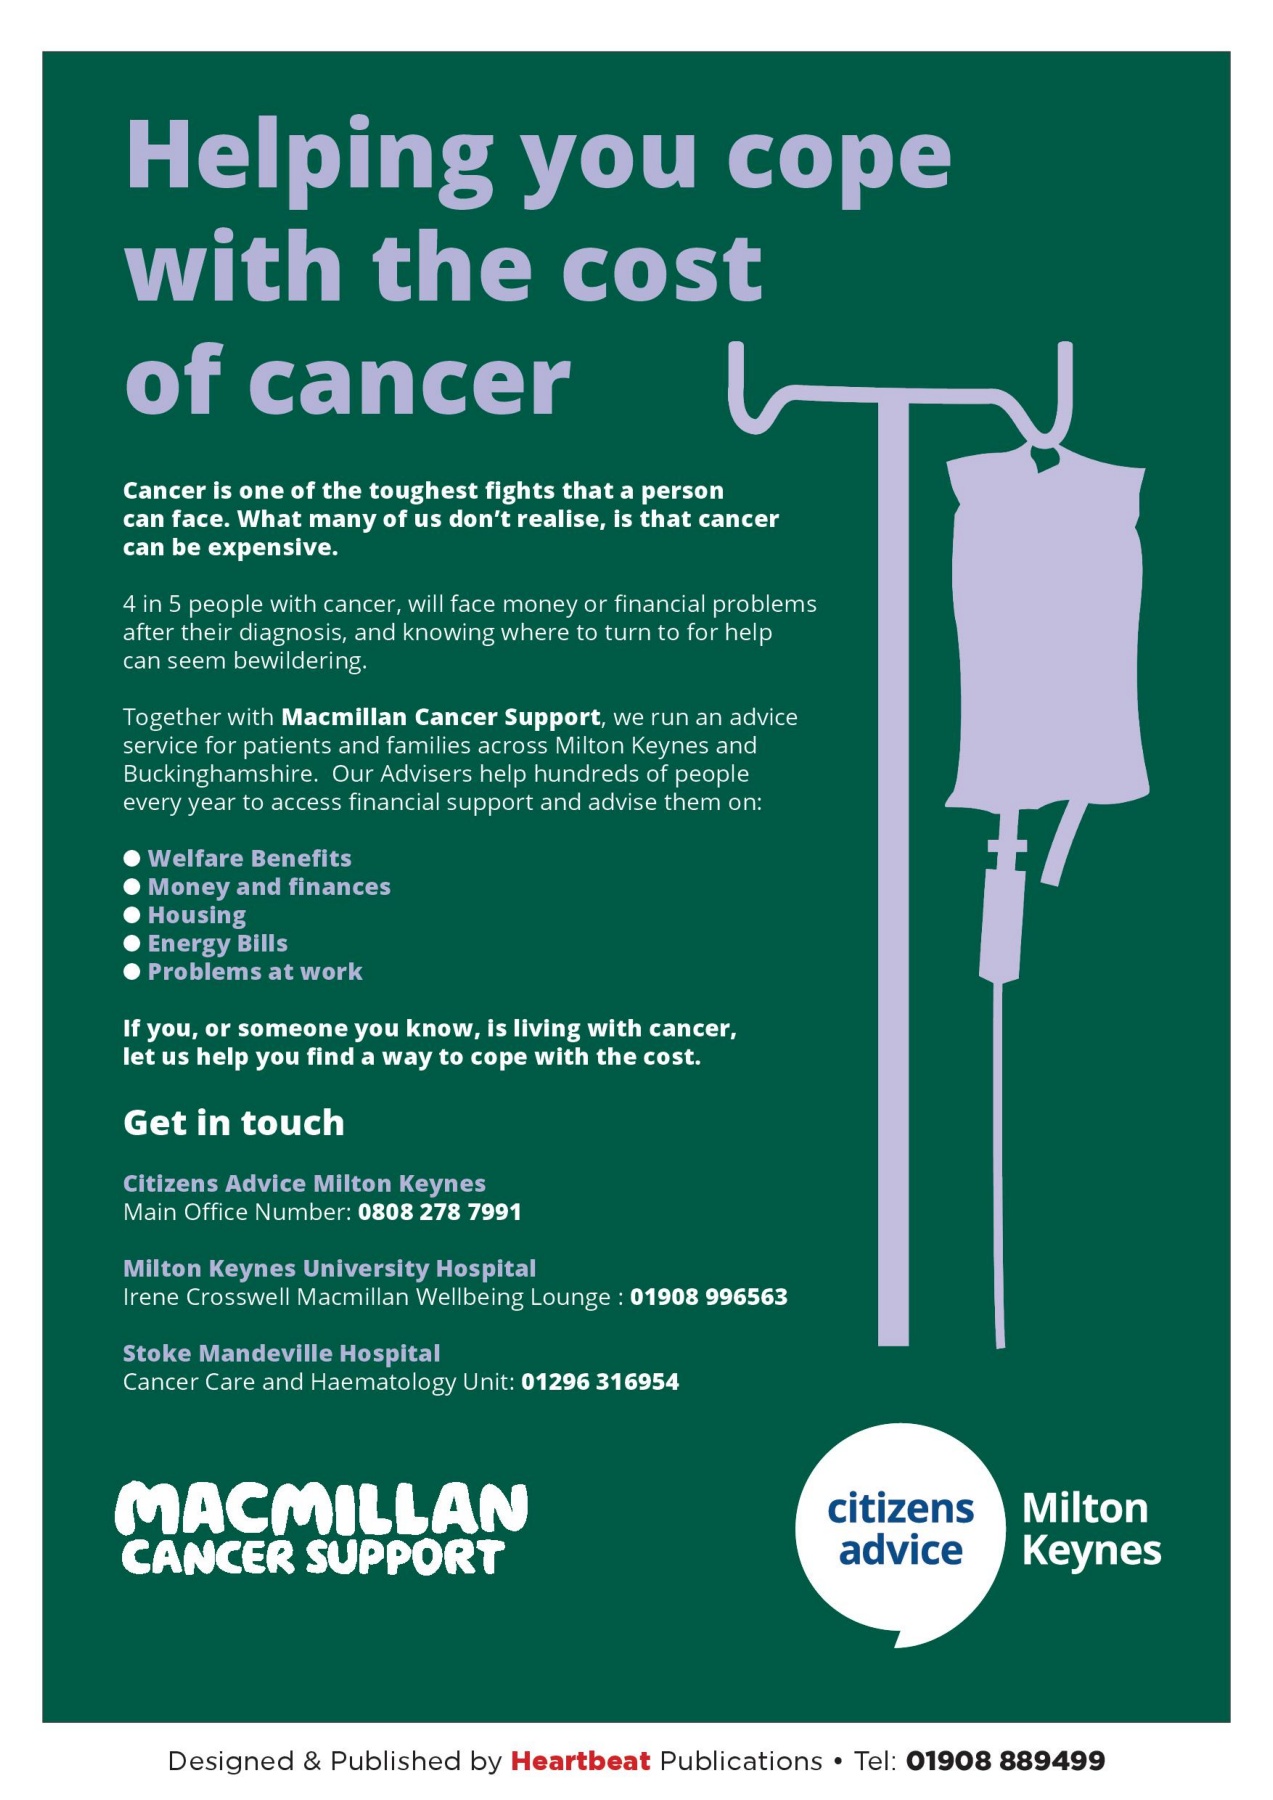 Helping you cope
with the cost
of cancer
Cancer is one of the toughest fights that a person
can face. What many of us don’t realise, is that cancer
can be expensive.
4 in 5 people with cancer, will face money or financial problems
after their diagnosis, and knowing where to turn to for help
can seem bewildering.
Together with Macmillan Cancer Support, we run an advice
service for patients and families across Milton Keynes and
Buckinghamshire.  Our Advisers help hundreds of people
every year to access financial support and advise them on:
● Welfare Benefits
● Money and finances
● Housing
● Energy Bills
● Problems at work
If you, or someone you know, is living with cancer,
let us help you find a way to cope with the cost.
Get in touch
Citizens Advice Milton Keynes
Main Office Number: 0808 278 7991
Milton Keynes University Hospital
Irene Crosswell Macmillan Wellbeing Lounge : 01908 996563
Stoke Mandeville Hospital
Cancer Care and Haematology Unit: 01296 316954
MACMILLAN
CANCER SUPPORT
citizens
advice
Milton
Keynes
Designed & Published by Heartbeat Publications • Tel: 01908 889499